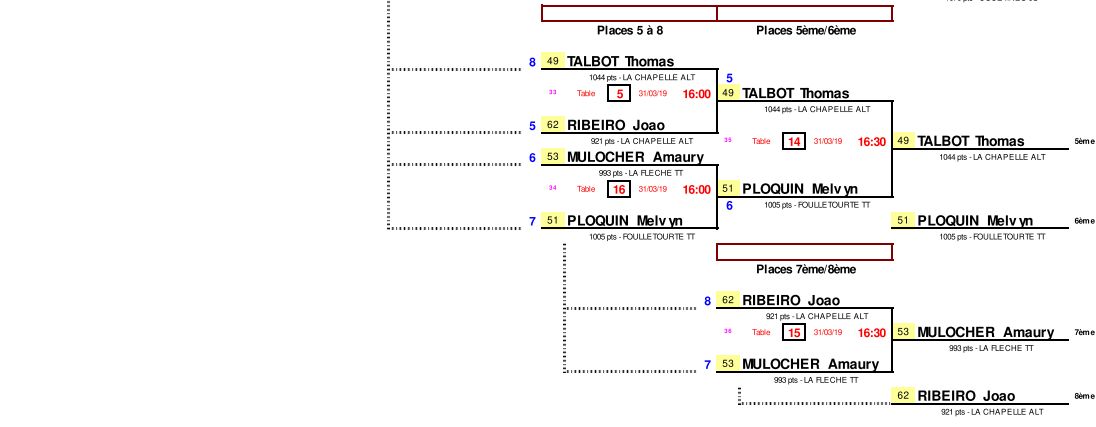 Places 5 à 8
Places 5ème/6ème
8 49 TALBOT Thomas
1044 pts - LA CHAPELLE ALT
33 Table 5 31/03/19 16:00
5 62 RIBEIRO Joao
921 pts - LA CHAPELLE ALT
6 53 MULOCHER Amaury
993 pts - LA FLECHE TT
34 Table 16 31/03/19 16:00
7 51 PLOQUIN Melvyn
1005 pts - FOULLETOURTE TT
5
49 TALBOT Thomas
1044 pts - LA CHAPELLE ALT
35 Table 14 31/03/19 16:30
51 PLOQUIN Melvyn
6 1005 pts - FOULLETOURTE TT
49 TALBOT Thomas 5ème
1044 pts - LA CHAPELLE ALT
51 PLOQUIN Melvyn 6ème
1005 pts - FOULLETOURTE TT
Places 7ème/8ème
8 62 RIBEIRO Joao
921 pts - LA CHAPELLE ALT
36 Table 15 31/03/19 16:30
7 53 MULOCHER Amaury
993 pts - LA FLECHE TT
53 MULOCHER Amaury 7ème
993 pts - LA FLECHE TT
62 RIBEIRO Joao 8ème
921 pts - LA CHAPELLE ALT